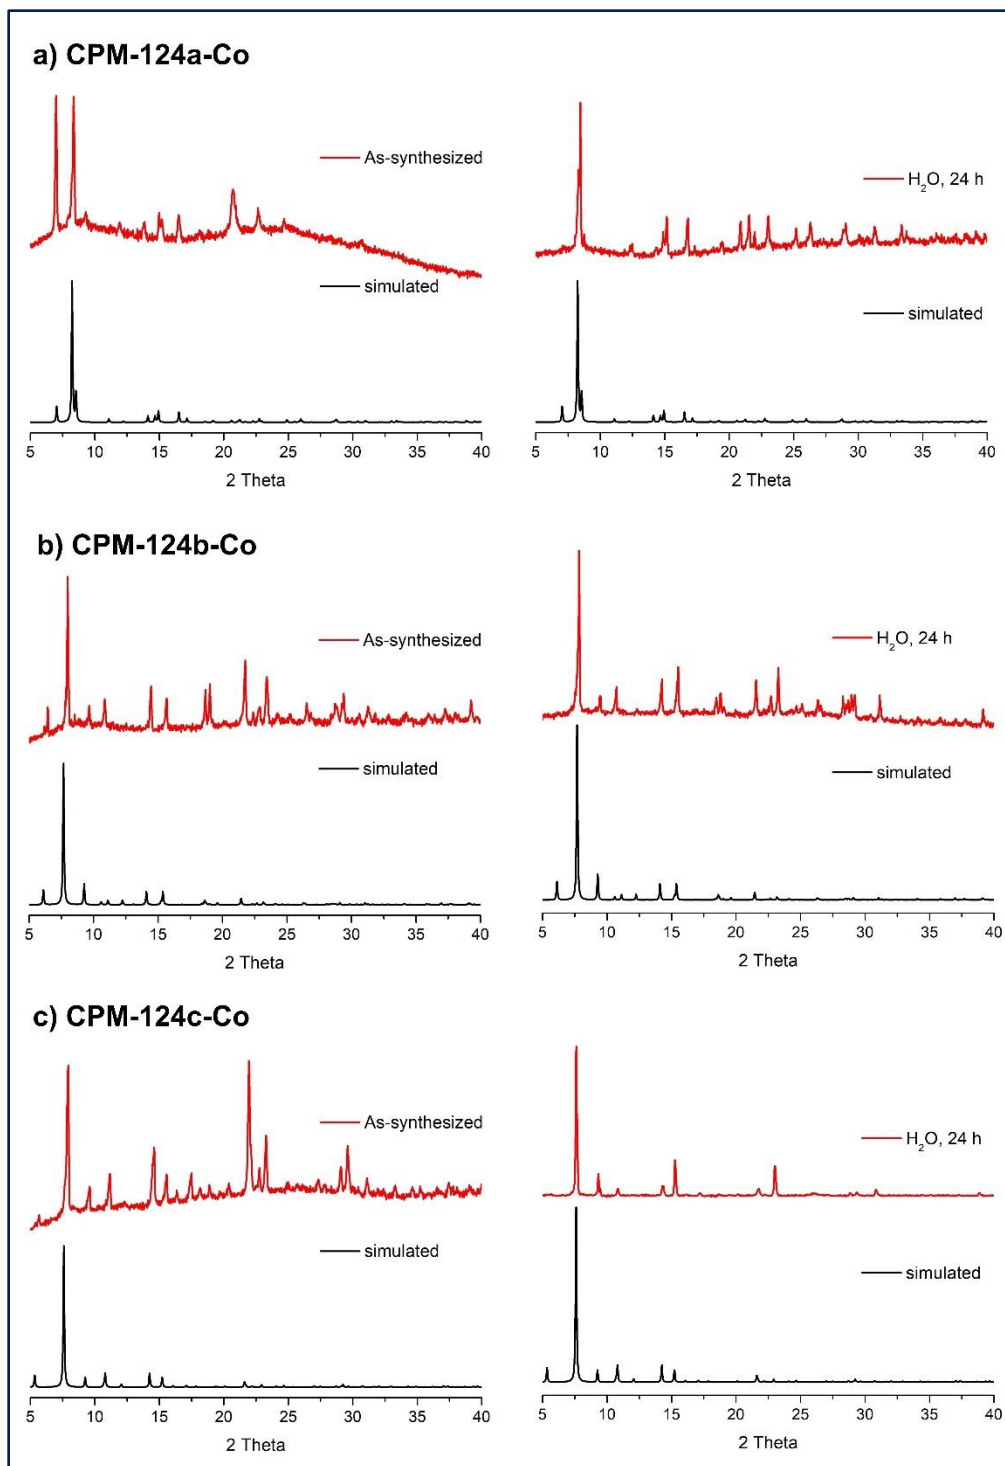 a) CPM-124a-Co
As-synthesized
simulated
5 10 15 20 25 30 35 40
2 Theta
H₂O, 24 h
simulated
5 10 15 20 25 30 35 40
2 Theta
b) CPM-124b-Co
As-synthesized
simulated
5 10 15 20 25 30 35 40
2 Theta
H₂O, 24 h
simulated
5 10 15 20 25 30 35 40
2 Theta
c) CPM-124c-Co
As-synthesized
simulated
5 10 15 20 25 30 35 40
2 Theta
H₂O, 24 h
simulated
5 10 15 20 25 30 35 40
2 Theta